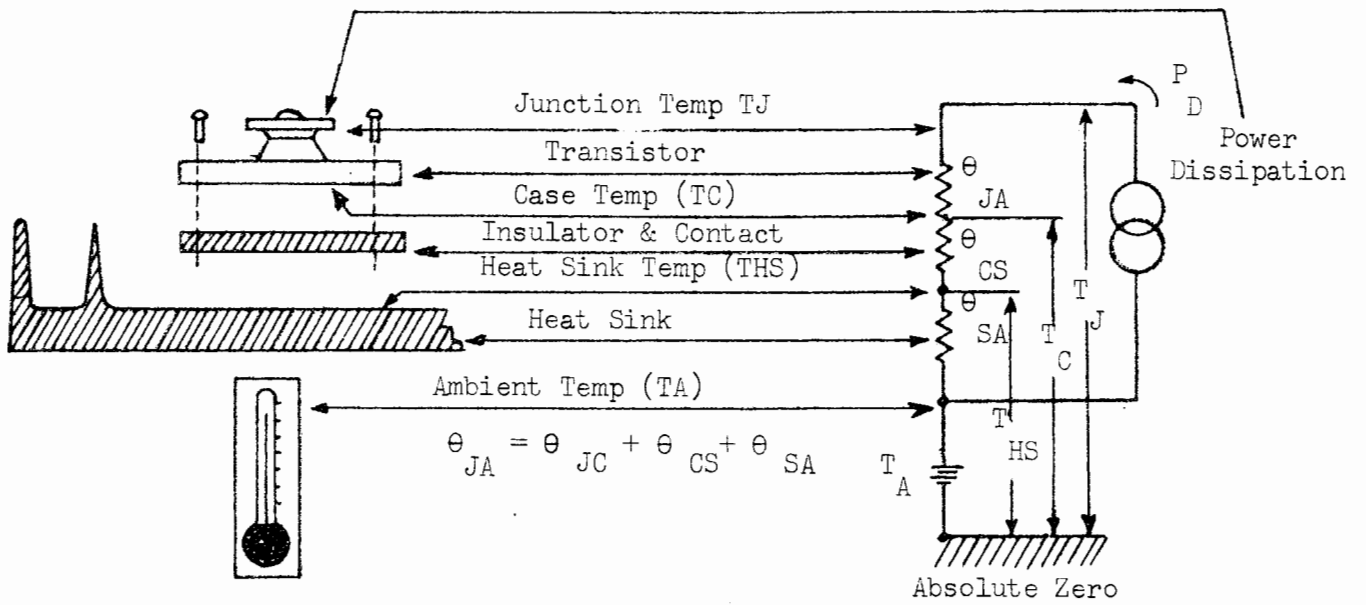 P
D
Junction Temp TJ
Power
Dissipation
Transistor
θ
JA
Case Temp (TC)
Insulator & Contact
θ
CS
Heat Sink Temp (THS)
θ
SA
Heat Sink
T
J
T
C
Ambient Temp (TA)
T
HS
θ JA = θ JC + θ CS + θ SA
T
A
Absolute Zero